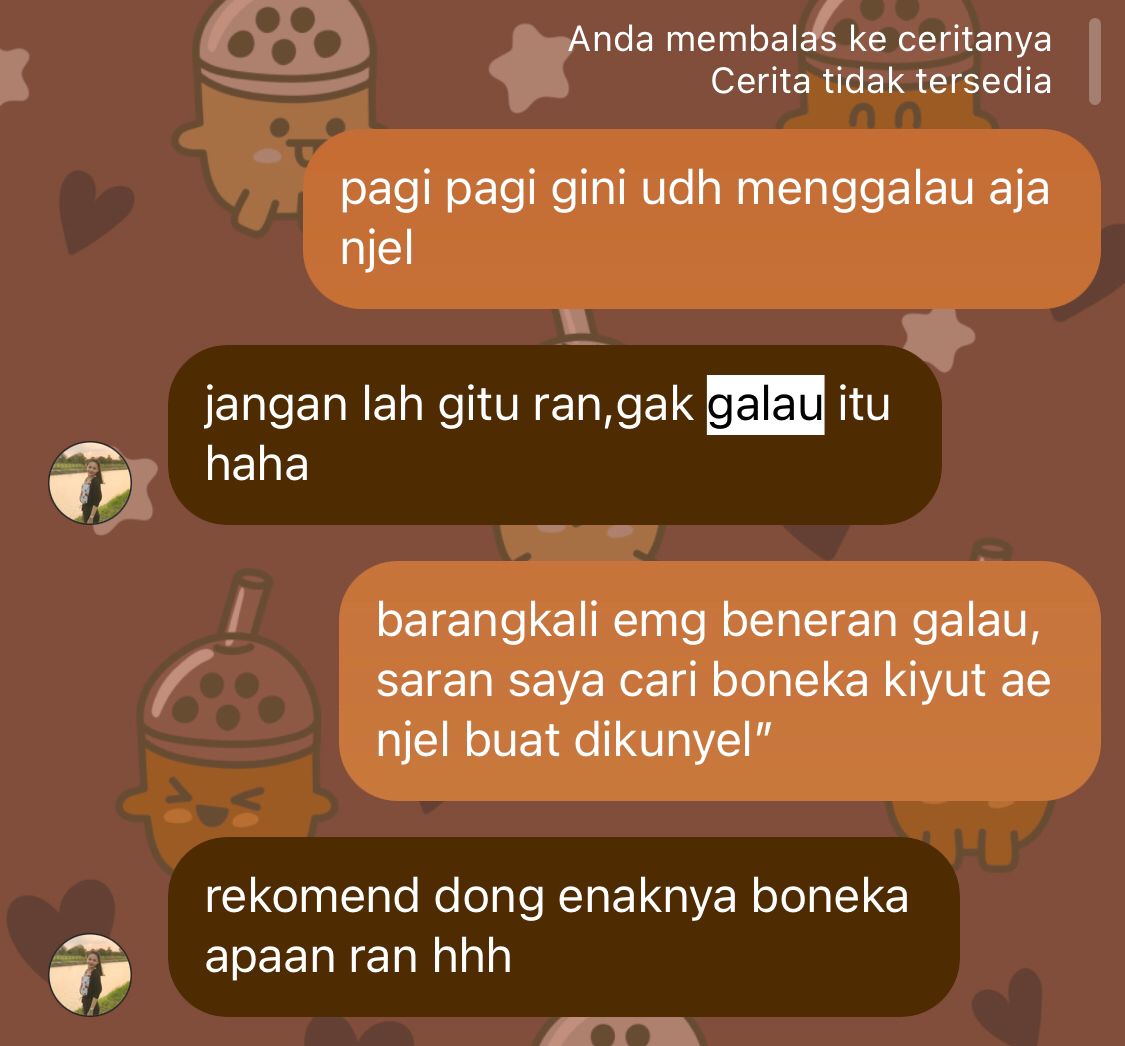 Anda membalas ke ceritanya
Cerita tidak tersedia
pagi pagi gini udh menggalau aja
njel
jangan lah gitu ran,gak galau itu
haha
barangkali emg beneran galau,
saran saya cari boneka kiyut ae
njel buat dikunyel”
rekomend dong enaknya boneka
apaan ran hhh